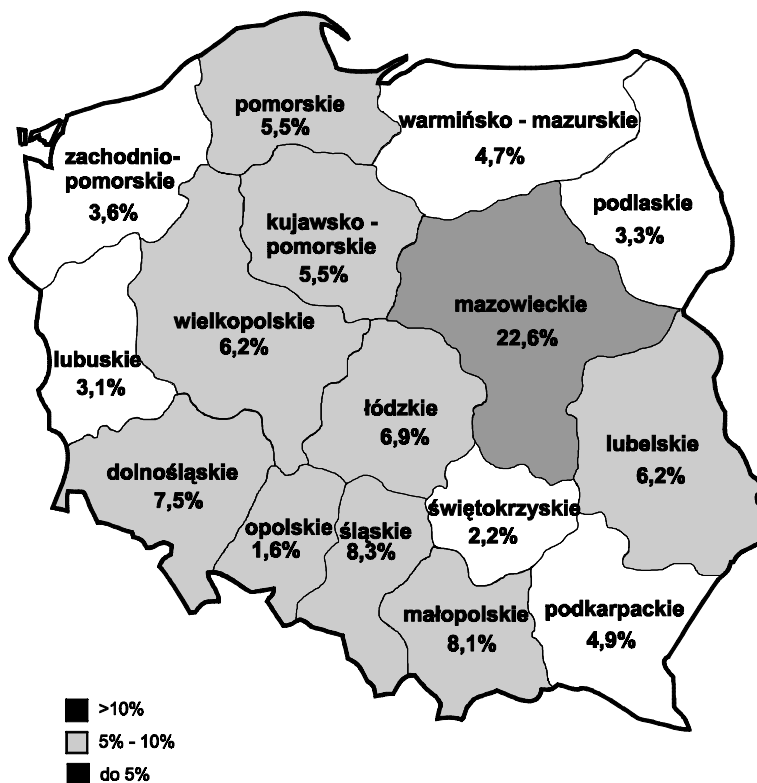 pomorskie
5,5%
warmińsko - mazurskie
4,7%
zachodnio-
pomorskie
3,6%
podlaskie
3,3%
kujawsko -
pomorskie
5,5%
mazowieckie
22,6%
wielkopolskie
6,2%
lubuskie
3,1%
łódzkie
6,9%
lubelskie
6,2%
dolnośląskie
7,5%
opolskie
1,6%
śląskie
8,3%
świętokrzyskie
2,2%
małopolskie
8,1%
podkarpackie
4,9%
>10%
5% - 10%
do 5%